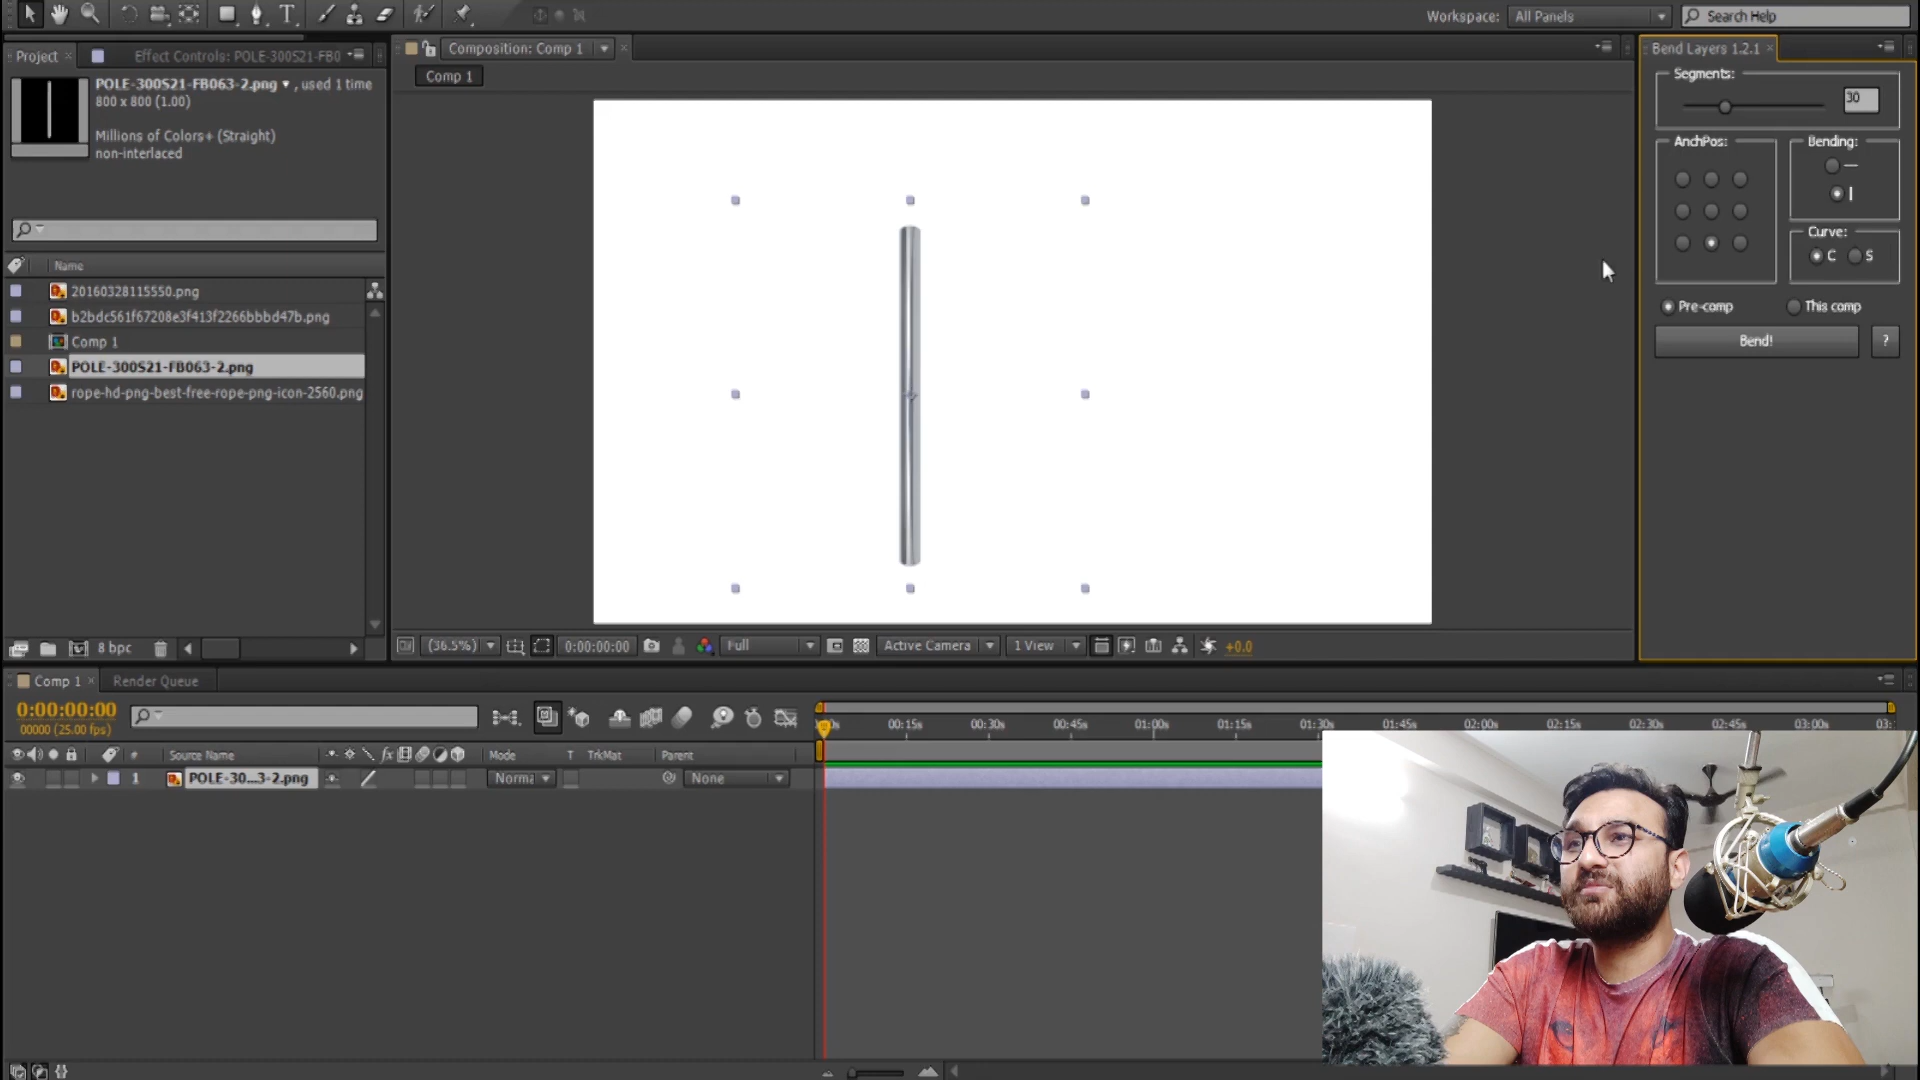 Workspace: All Panels Search Help
Project Effect Controls: POLE-300S21-FB0
POLE-300S21-FB063-2.png , used 1 time
800 x 800 (1.00)
Millions of Colors+ (Straight)
non-interlaced
Name
20160328115550.png
b2bdc561f67208e3f413f2266bbbd47b.png
Comp 1
POLE-300S21-FB063-2.png
rope-hd-png-best-free-rope-png-icon-2560.png
8 bpc
Composition: Comp 1
Comp 1
(36.5%) 0:00:00:00 Full Active Camera 1 View +0.0
Bend Layers 1.2.1
Segments:
30
AnchPos: Bending:
Curve:
C S
Pre-comp This comp
Bend! ?
Comp 1 Render Queue
0:00:00:00
00000 (25.00 fps)
00:15s 00:30s 00:45s 01:00s 01:15s 01:30s 01:45s 02:00s 02:15s 02:30s 02:45s 03:00s
# Source Name fx Mode T TrkMat Parent
1 POLE-30...3-2.png Norma None